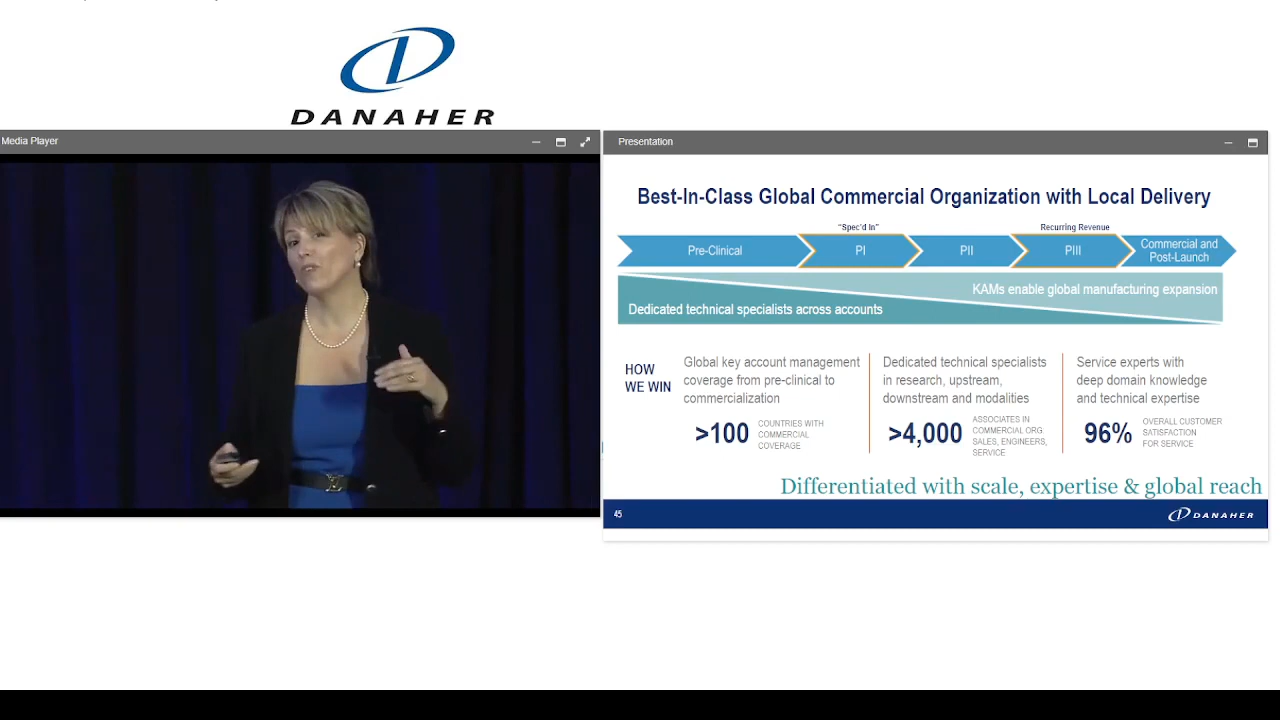 DANAHER
Media Player
Presentation
Best-In-Class Global Commercial Organization with Local Delivery
"Spec'd In"
Recurring Revenue
Pre-Clinical
PI
PII
PIII
Commercial and
Post-Launch
KAMs enable global manufacturing expansion
Dedicated technical specialists across accounts
HOW
WE WIN
Global key account management
coverage from pre-clinical to
commercialization
>100
COUNTRIES WITH
COMMERCIAL
COVERAGE
Dedicated technical specialists
in research, upstream,
downstream and modalities
>4,000
ASSOCIATES IN
COMMERCIAL ORG
SALES, ENGINEERS,
SERVICE
Service experts with
deep domain knowledge
and technical expertise
96%
OVERALL CUSTOMER
SATISFACTION
FOR SERVICE
Differentiated with scale, expertise & global reach
45
DANAHER